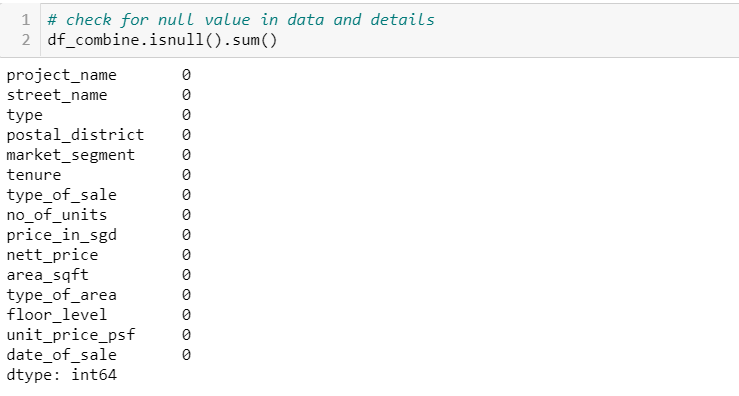 1 # check for null value in data and details
2 df_combine.isnull().sum()
project_name 0
street_name 0
type 0
postal_district 0
market_segment 0
tenure 0
type_of_sale 0
no_of_units 0
price_in_sgd 0
nett_price 0
area_sqft 0
type_of_area 0
floor_level 0
unit_price_psf 0
date_of_sale 0
dtype: int64